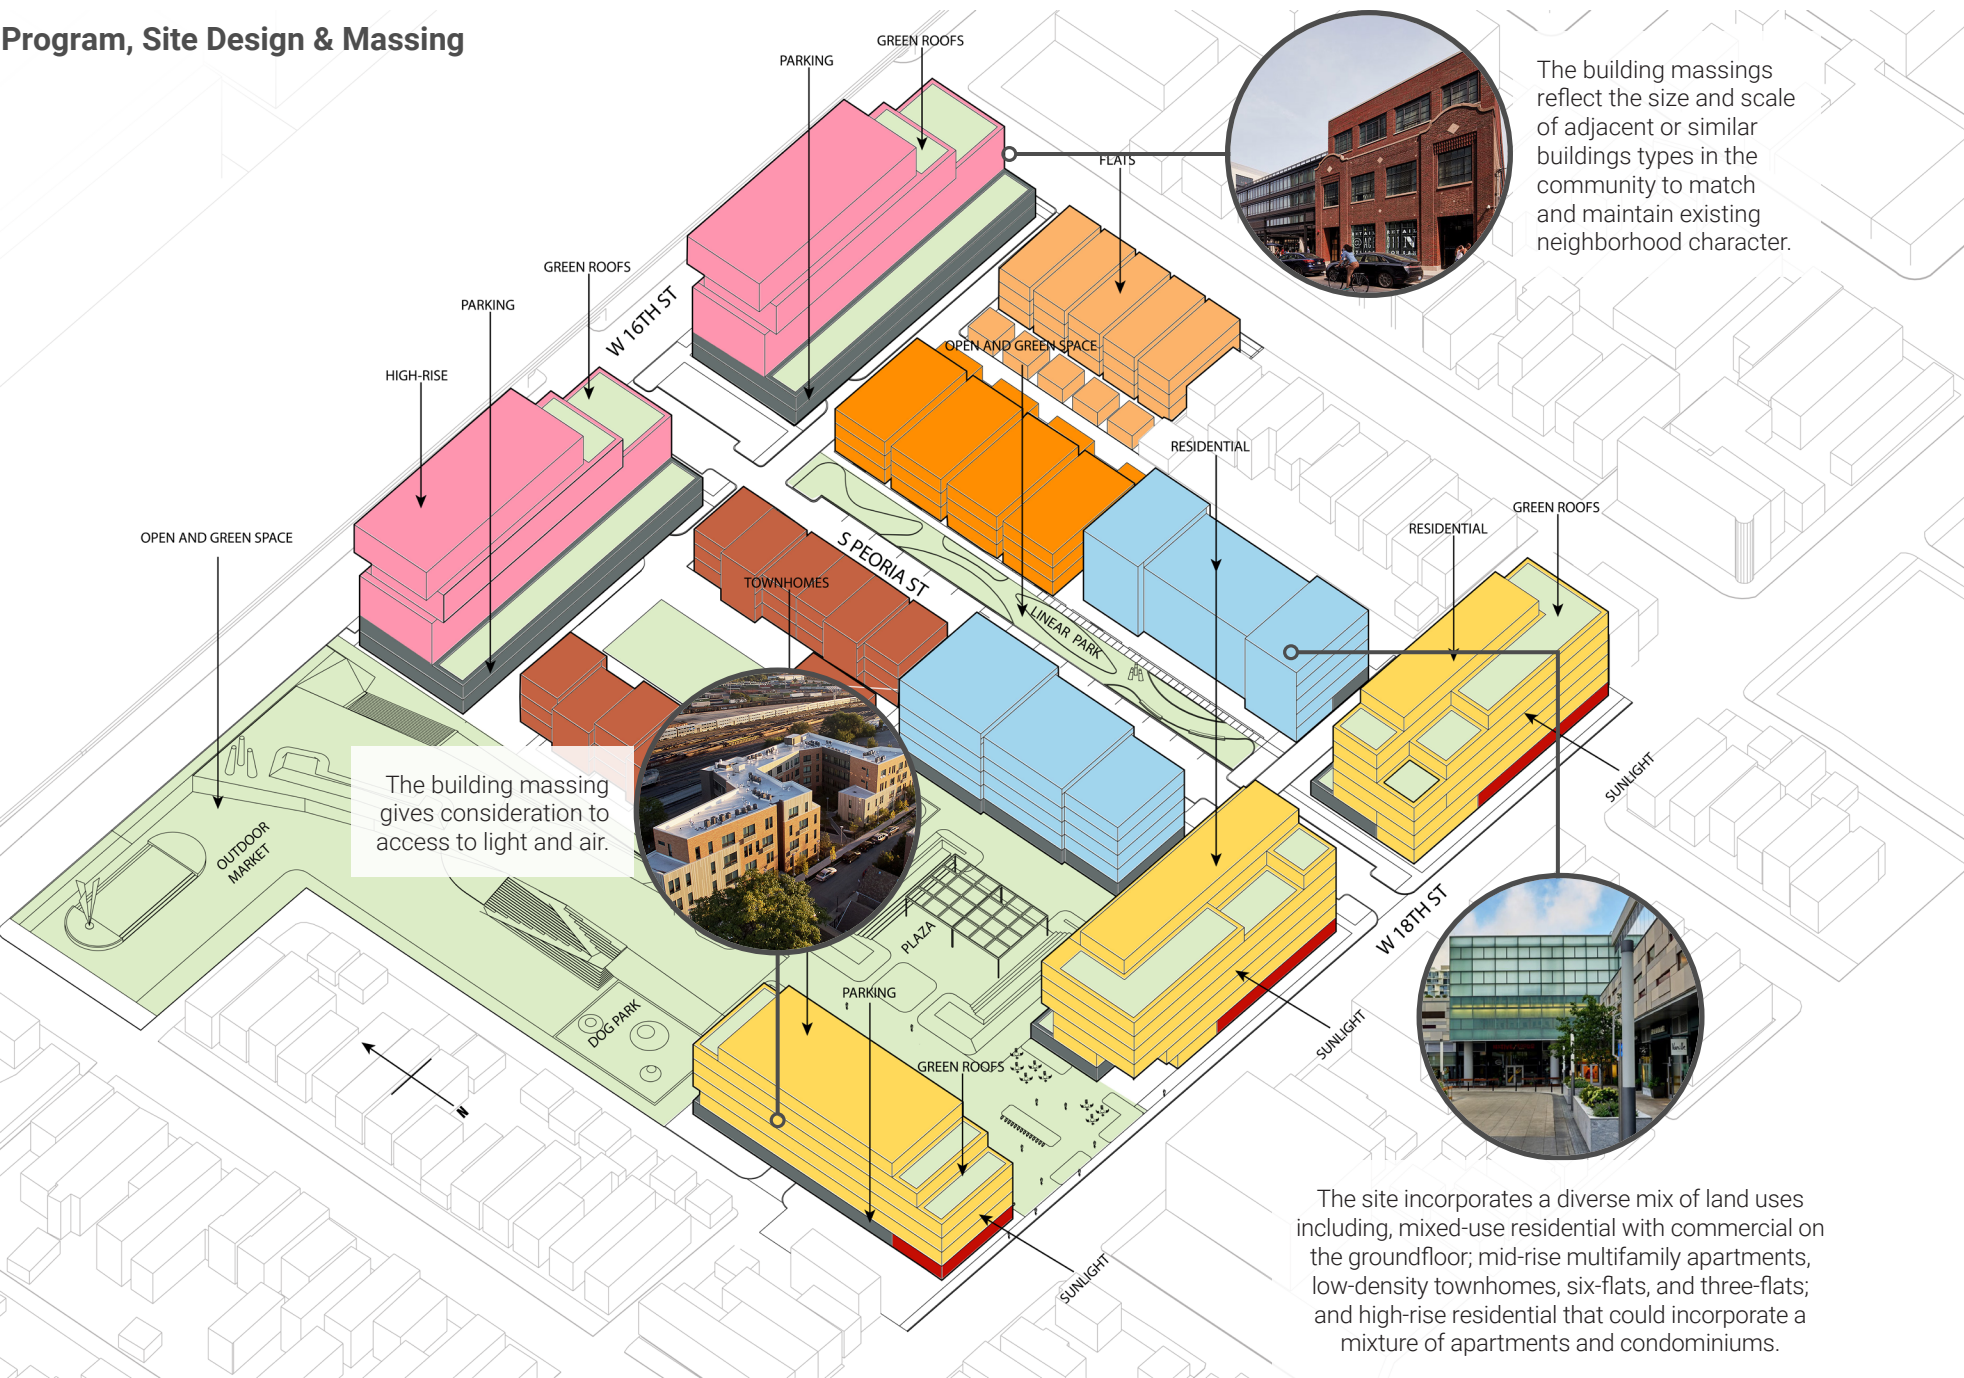 Program, Site Design & Massing
GREEN ROOFS
PARKING
The building massings
reflect the size and scale
of adjacent or similar
buildings types in the
community to match
and maintain existing
neighborhood character.
FLATS
GREEN ROOFS
PARKING
W 16TH ST
OPEN AND GREEN SPACE
HIGH-RISE
RESIDENTIAL
GREEN ROOFS
RESIDENTIAL
OPEN AND GREEN SPACE
S PEORIA ST
TOWNHOMES
LINEAR PARK
SUNLIGHT
The building massing
gives consideration to
access to light and air.
OUTDOOR
MARKET
PLAZA
W 18TH ST
PARKING
DOG PARK
SUNLIGHT
GREEN ROOFS
N
SUNLIGHT
The site incorporates a diverse mix of land uses
including, mixed-use residential with commercial on
the groundfloor; mid-rise multifamily apartments,
low-density townhomes, six-flats, and three-flats;
and high-rise residential that could incorporate a
mixture of apartments and condominiums.